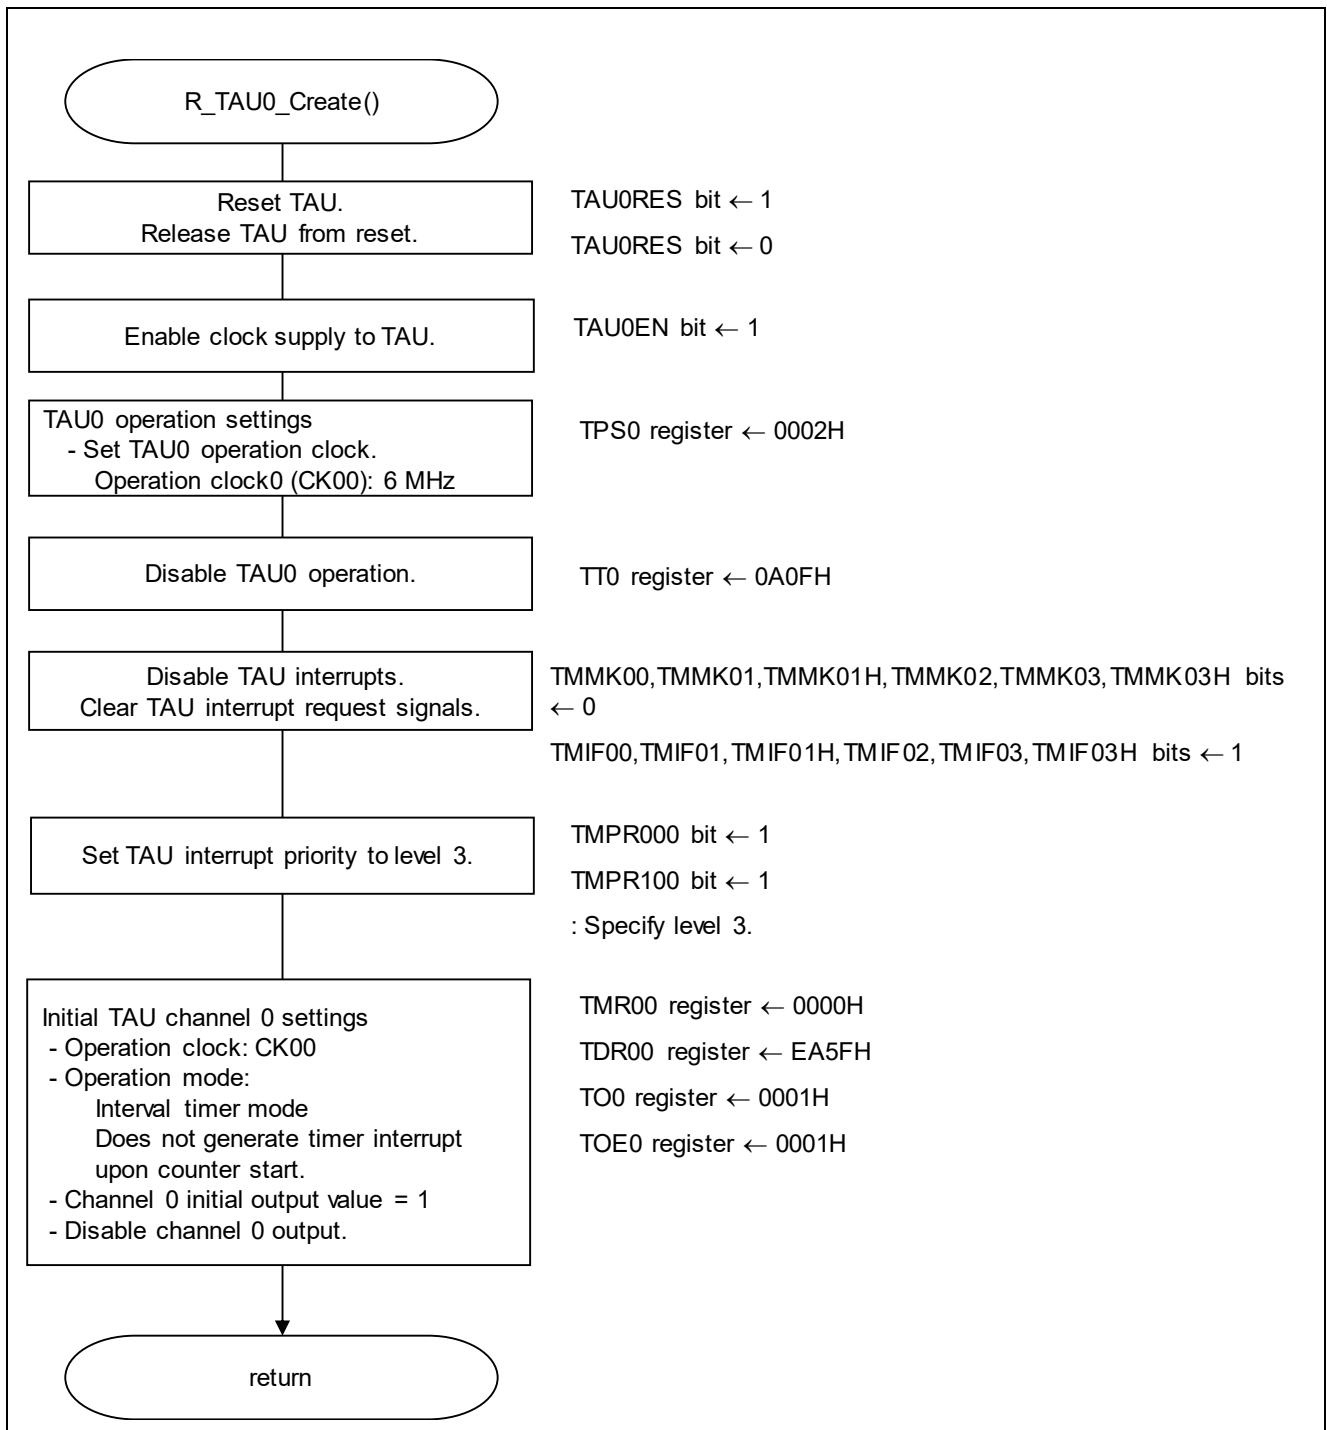 R_TAU0_Create()
Reset TAU.
Release TAU from reset.
TAU0RES bit ← 1
TAU0RES bit ← 0
Enable clock supply to TAU.
TAU0EN bit ← 1
TAU0 operation settings
- Set TAU0 operation clock.
Operation clock0 (CK00): 6 MHz
TPS0 register ← 0002H
Disable TAU0 operation.
TT0 register ← 0A0FH
Disable TAU interrupts.
Clear TAU interrupt request signals.
TMMK00,TMMK01,TMMK01H,TMMK02,TMMK03,TMMK03H bits
← 0
TMIF00,TMIF01,TMIF01H,TMIF02,TMIF03,TMIF03H bits ← 1
Set TAU interrupt priority to level 3.
TMPR000 bit ← 1
TMPR100 bit ← 1
: Specify level 3.
Initial TAU channel 0 settings
- Operation clock: CK00
- Operation mode:
Interval timer mode
Does not generate timer interrupt
upon counter start.
- Channel 0 initial output value = 1
- Disable channel 0 output.
TMR00 register ← 0000H
TDR00 register ← EA5FH
TO0 register ← 0001H
TOE0 register ← 0001H
return